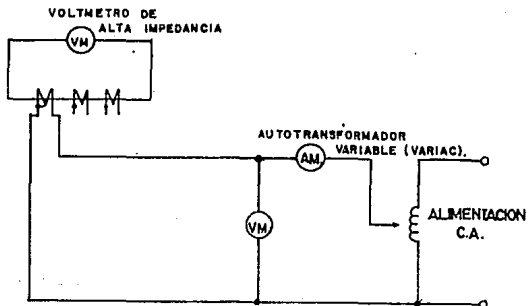 VOLTMETRO DE
ALTA IMPEDANCIA
VM
AUTOTRANSFORMADOR
VARIABLE (VARIAC).
AM.
VM.
ALIMENTACION
C.A.